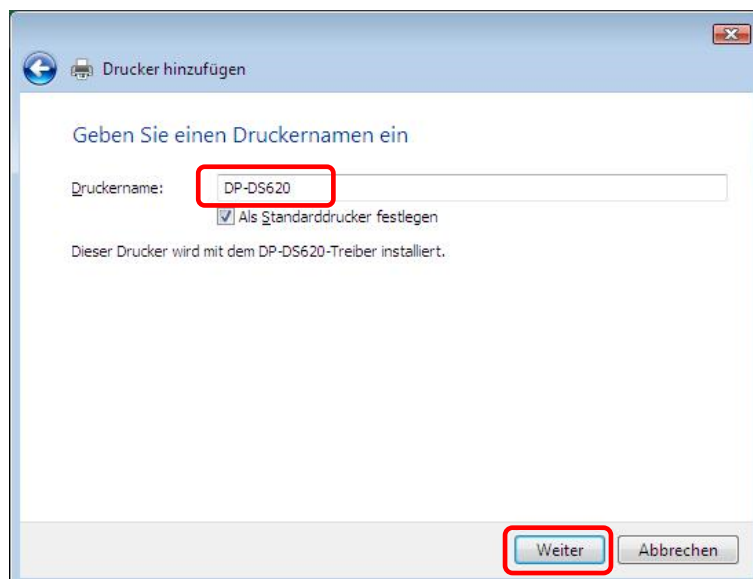 Drucker hinzufügen
Geben Sie einen Druckernamen ein
Druckername: DP-DS620
Als Standarddrucker festlegen
Dieser Drucker wird mit dem DP-DS620-Treiber installiert.
Weiter Abbrechen